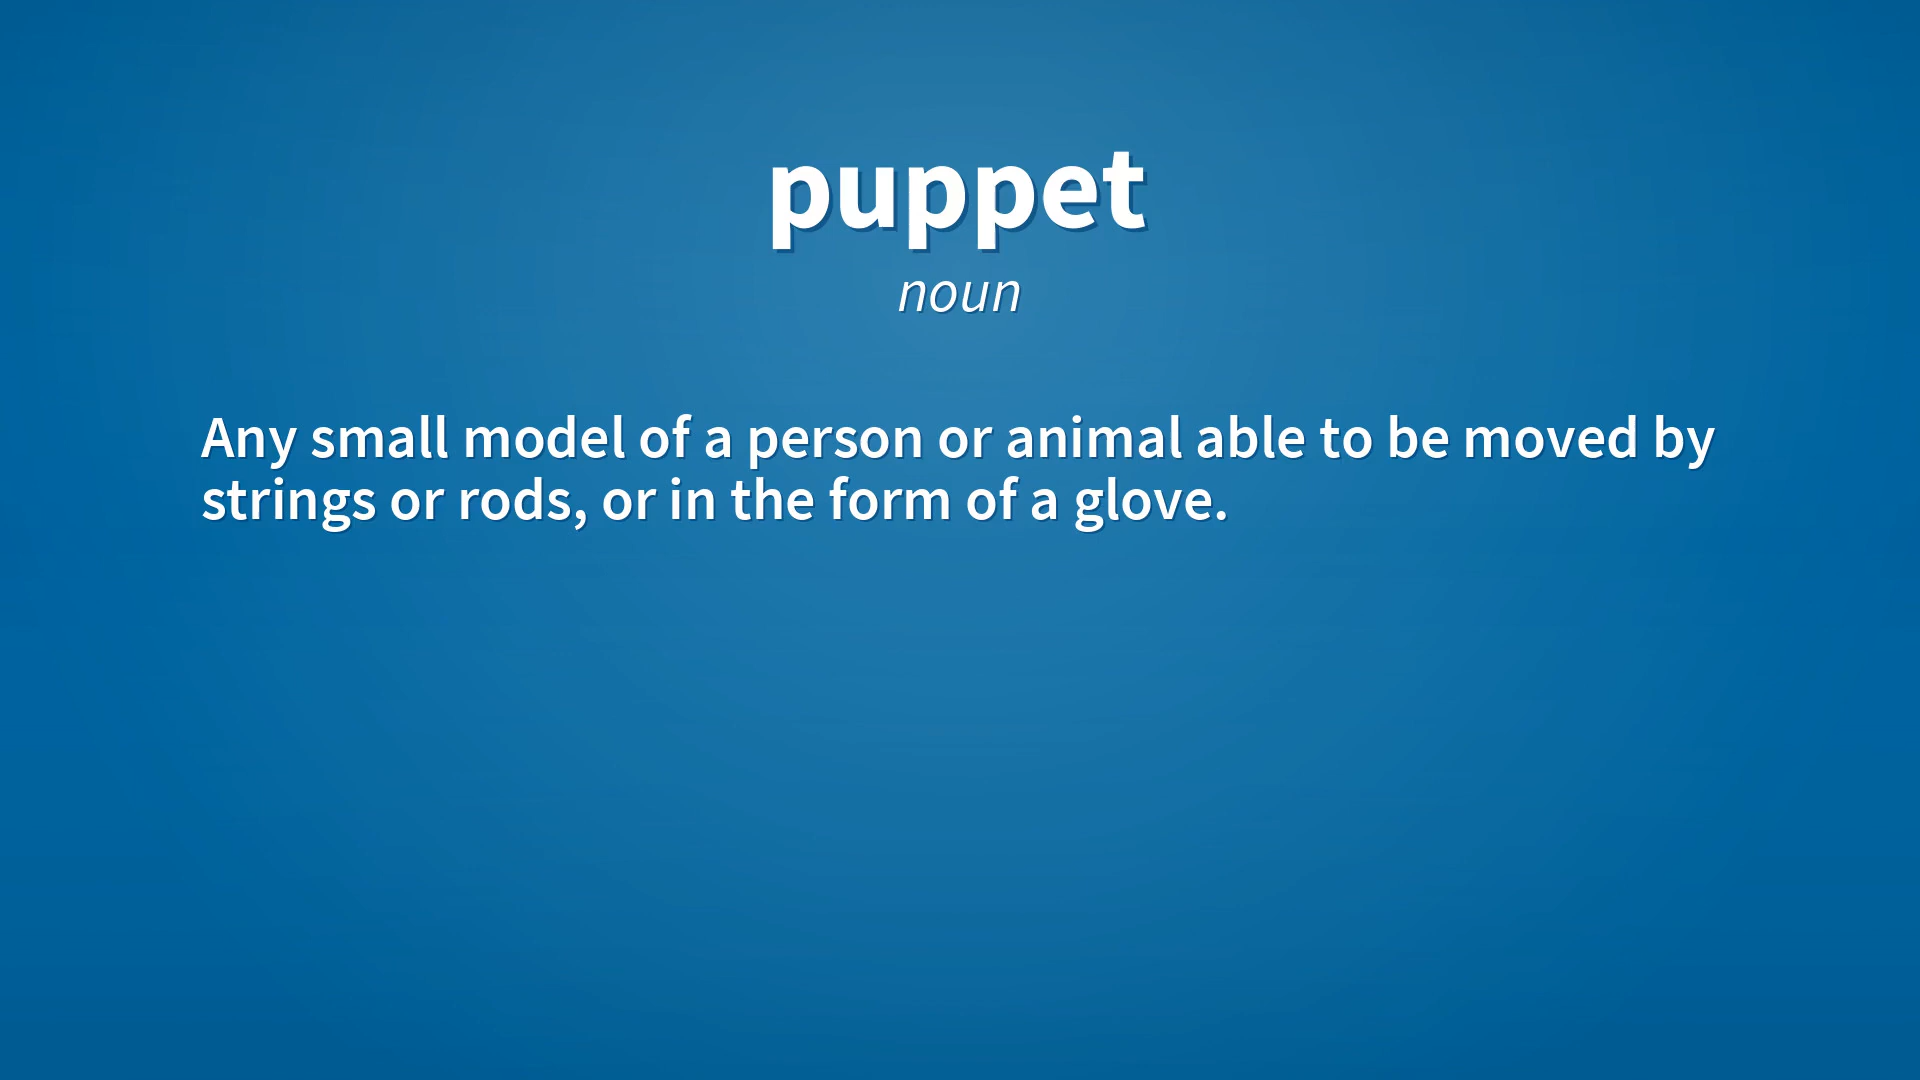 puppet
noun
Any small model of a person or animal able to be moved by
strings or rods, or in the form of a glove.